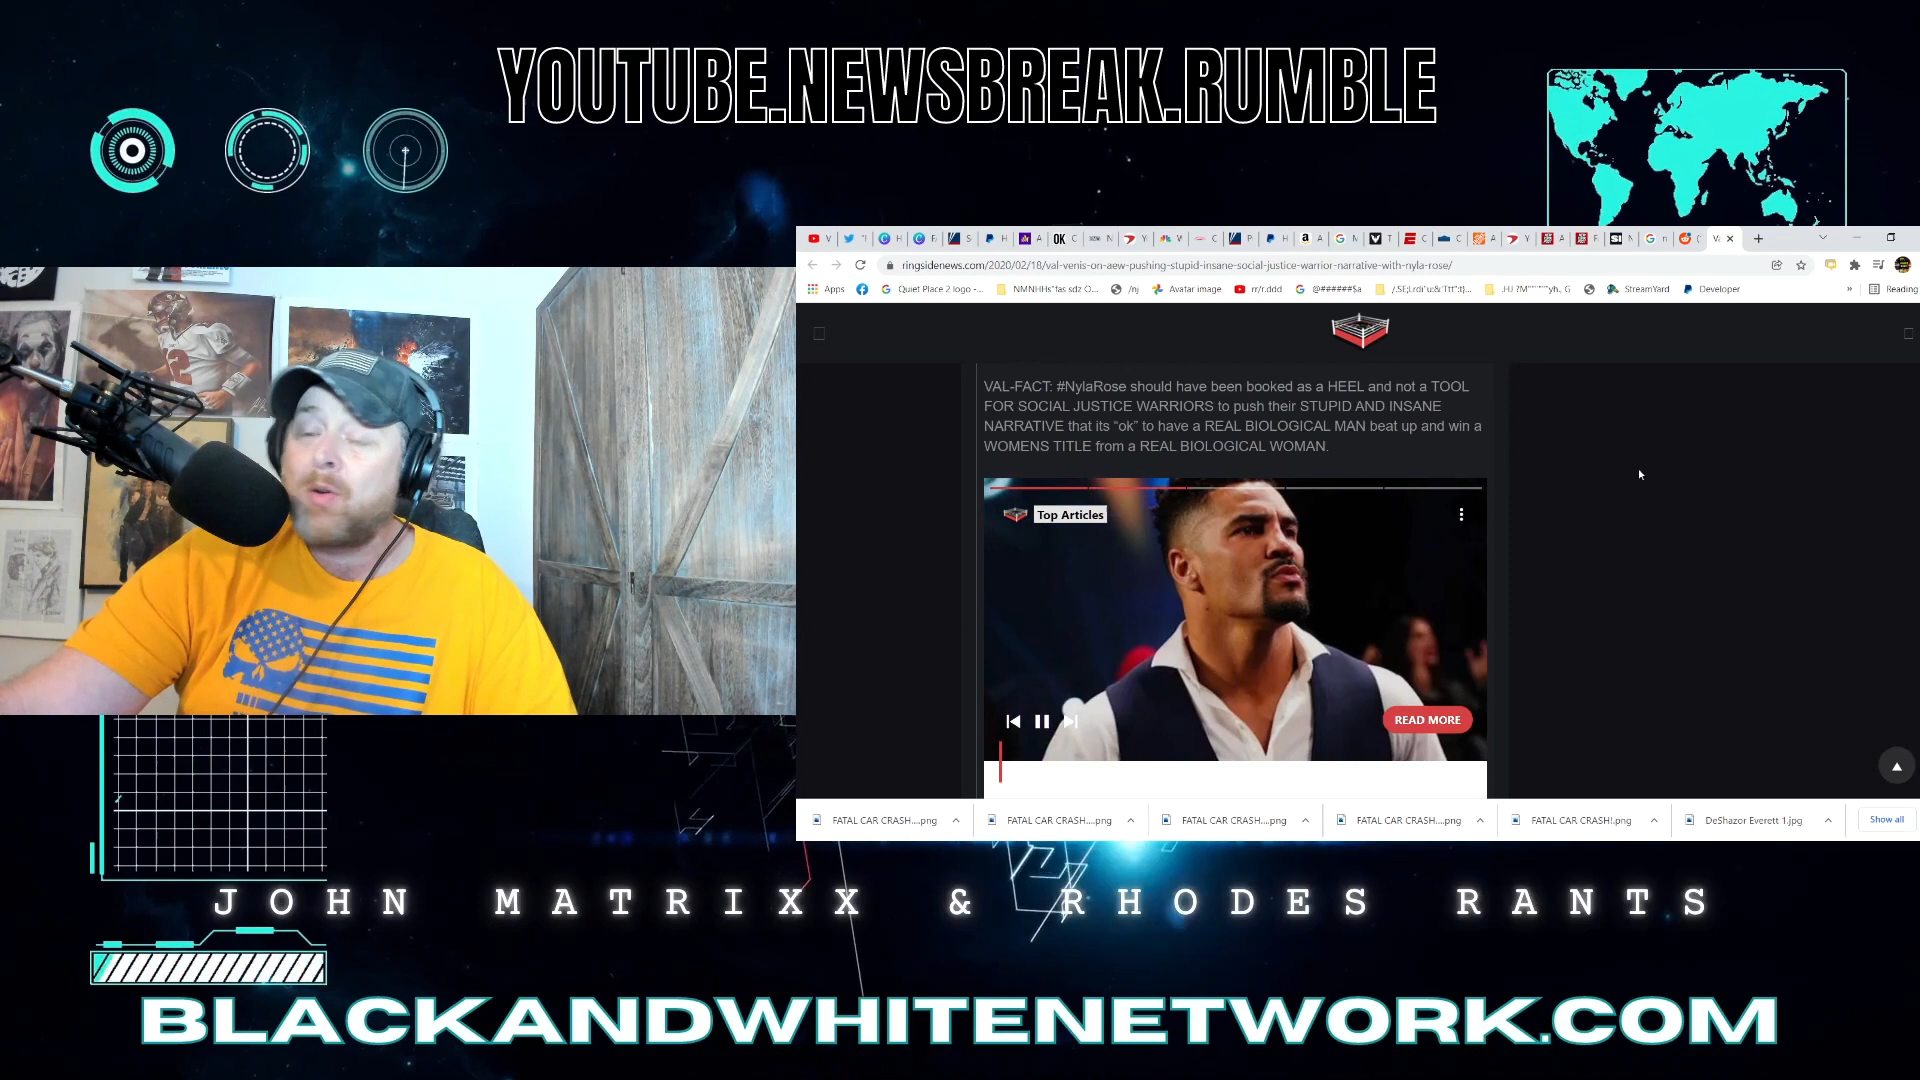 YOUTUBE.NEWSBREAK.RUMBLE
ringsidenews.com/2020/02/18/val-venis-on-aew-pushing-stupid-insane-social-justice-warrior-narrative-with-nyla-rose/
Apps
Quiet Place 2 logo -...
NMNHHs"fas sdz O...
/nj
Avatar image
rr/r.ddd
@######$a
StreamYard
Developer
»
Reading
VAL-FACT: #NylaRose should have been booked as a HEEL and not a TOOL
FOR SOCIAL JUSTICE WARRIORS to push their STUPID AND INSANE
NARRATIVE that its “ok” to have a REAL BIOLOGICAL MAN beat up and win a
WOMENS TITLE from a REAL BIOLOGICAL WOMAN.
Top Articles
READ MORE
FATAL CAR CRASH....png
FATAL CAR CRASH....png
FATAL CAR CRASH....png
FATAL CAR CRASH....png
FATAL CAR CRASH!.png
DeShazor Everett 1.jpg
Show all
JOHN MATRIXX & RHODES RANTS
BLACKANDWHITENETWORK.COM